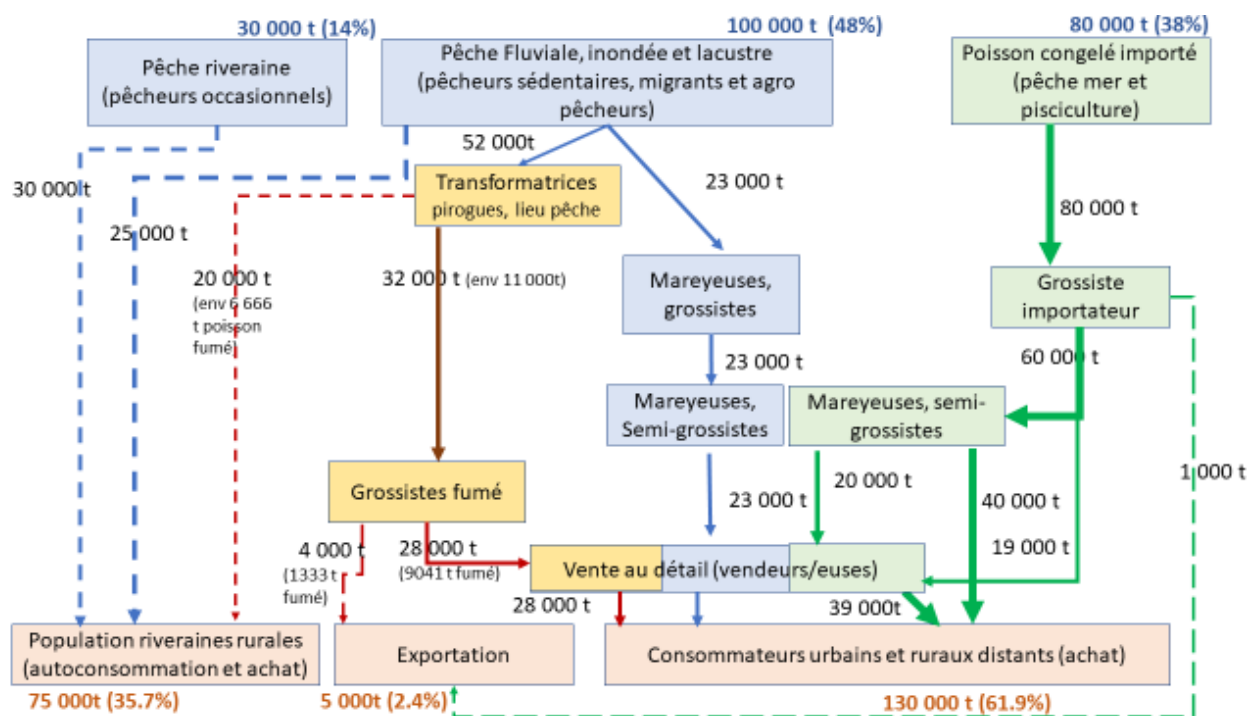 30 000 t (14%)
100 000 t (48%)
80 000 t (38%)
Pêche riveraine
(pêcheurs occasionnels)
Pêche Fluviale, inondée et lacustre
(pêcheurs sédentaires, migrants et agro
pêcheurs)
Poisson congelé importé
(pêche mer et
pisciculture)
52 000t
30 000t
Transformatrices
pirogues, lieu pêche
23 000 t
80 000 t
25 000 t
20 000 t
(env 6 666
t poisson
fumé)
32 000 t (env 11 000t)
Mareyeuses,
grossistes
Grossiste
importateur
23 000 t
60 000 t
Mareyeuses,
Semi-grossistes
Mareyeuses, semi-
grossistes
1 000 t
Grossistes fumé
23 000 t
20 000 t
40 000 t
4 000 t
(1333 t
fumé)
28 000 t
(9041 t fumé)
19 000 t
Vente au détail (vendeurs/euses)
28 000 t
39 000t
Population riveraines rurales
(autoconsommation et achat)
Exportation
Consommateurs urbains et ruraux distants (achat)
75 000t (35.7%)
5 000t (2.4%)
130 000 t (61.9%)